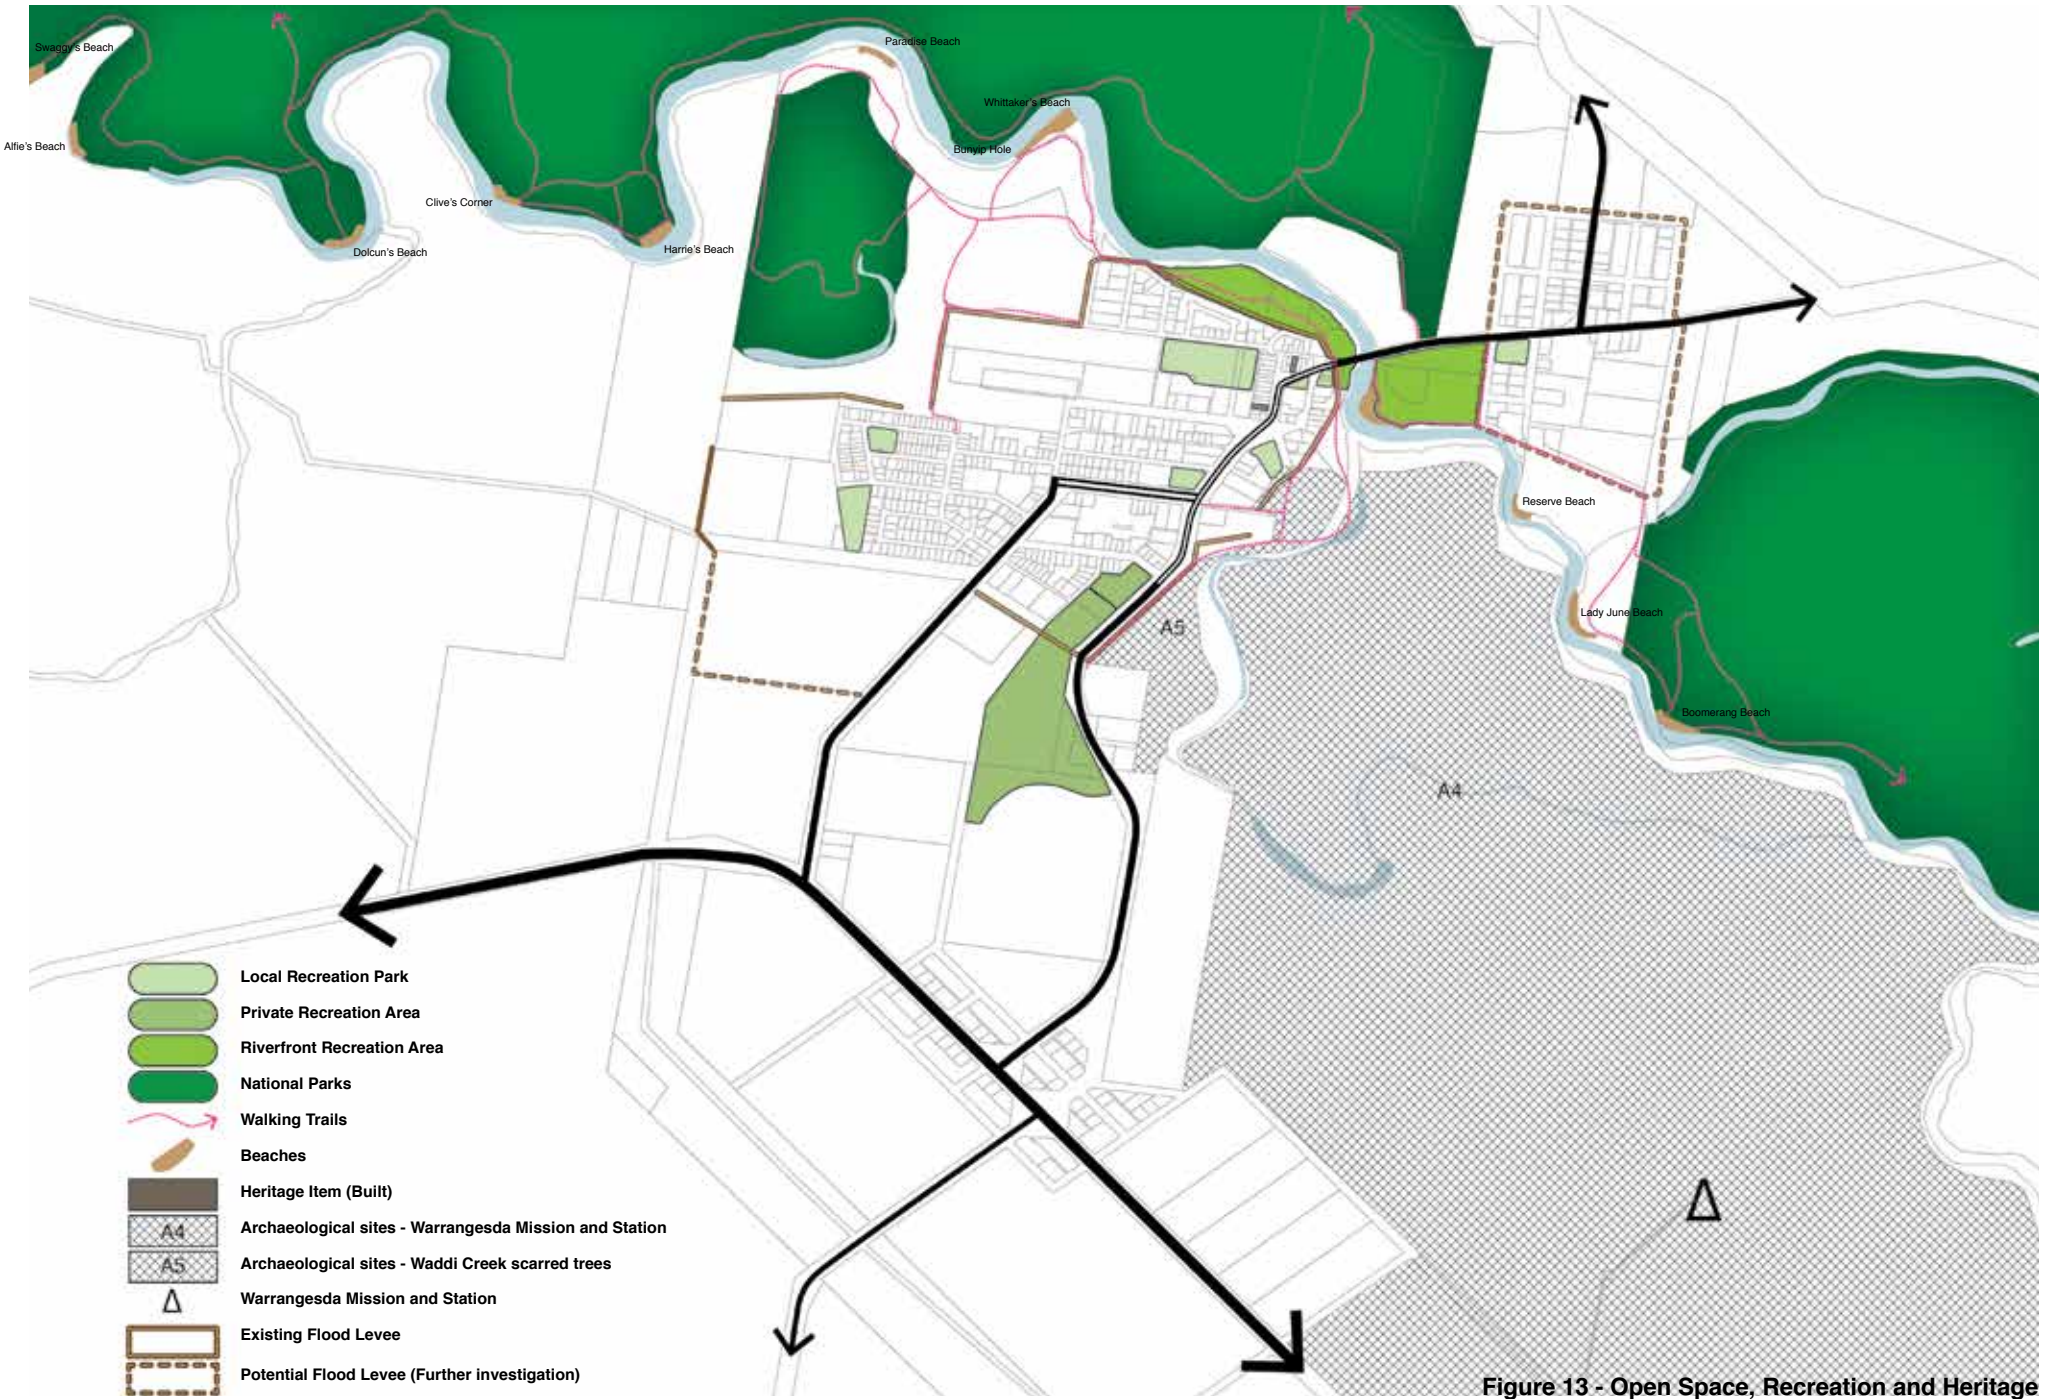 Swaggy's Beach
Paradise Beach
Whittaker's Beach
Alfie's Beach
Bunyip Hole
Clive's Corner
Dolcun's Beach
Harrie's Beach
Reserve Beach
Lady June Beach
A5
Boomerang Beach
A4
Local Recreation Park
Private Recreation Area
Riverfront Recreation Area
National Parks
Walking Trails
Beaches
Heritage Item (Built)
A4 Archaeological sites - Warrangesda Mission and Station
A5 Archaeological sites - Waddi Creek scarred trees
Δ Warrangesda Mission and Station
Existing Flood Levee
Potential Flood Levee (Further investigation)
Δ
Figure 13 - Open Space, Recreation and Heritage